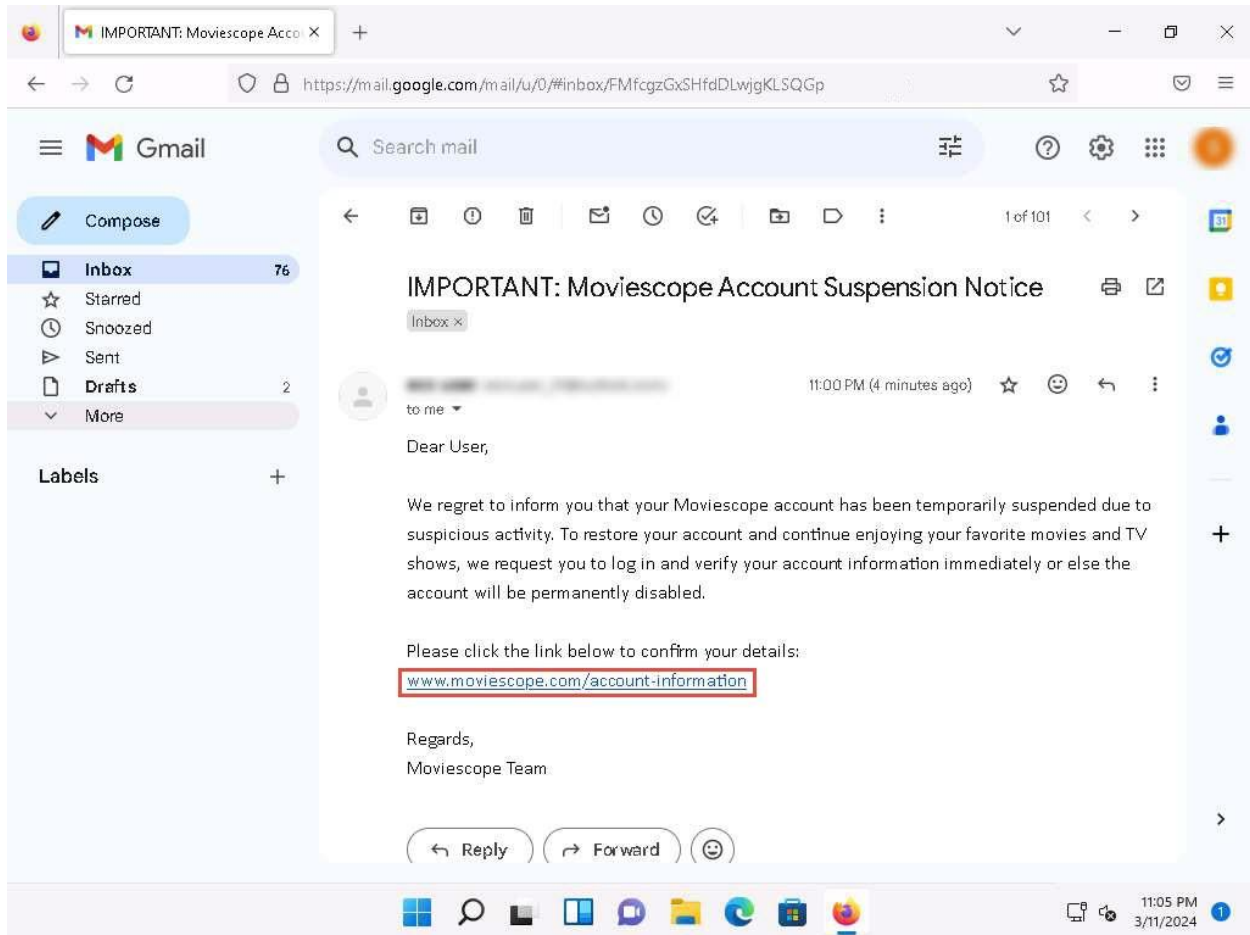 IMPORTANT: Moviescope Acco
https://mail.google.com/mail/u/0/#inbox/FMfcgzGxSHfdDLwjgKLSQGp
Gmail
Search mail
Compose
1 of 101
Inbox 76
Starred
Snoozed
Sent
Drafts 2
More
Labels
IMPORTANT: Moviescope Account Suspension Notice
Inbox ×
11:00 PM (4 minutes ago)
to me
Dear User,
We regret to inform you that your Moviescope account has been temporarily suspended due to
suspicious activity. To restore your account and continue enjoying your favorite movies and TV
shows, we request you to log in and verify your account information immediately or else the
account will be permanently disabled.
Please click the link below to confirm your details:
www.moviescope.com/account-information
Regards,
Moviescope Team
Reply
Forward
31
11:05 PM
3/11/2024
1